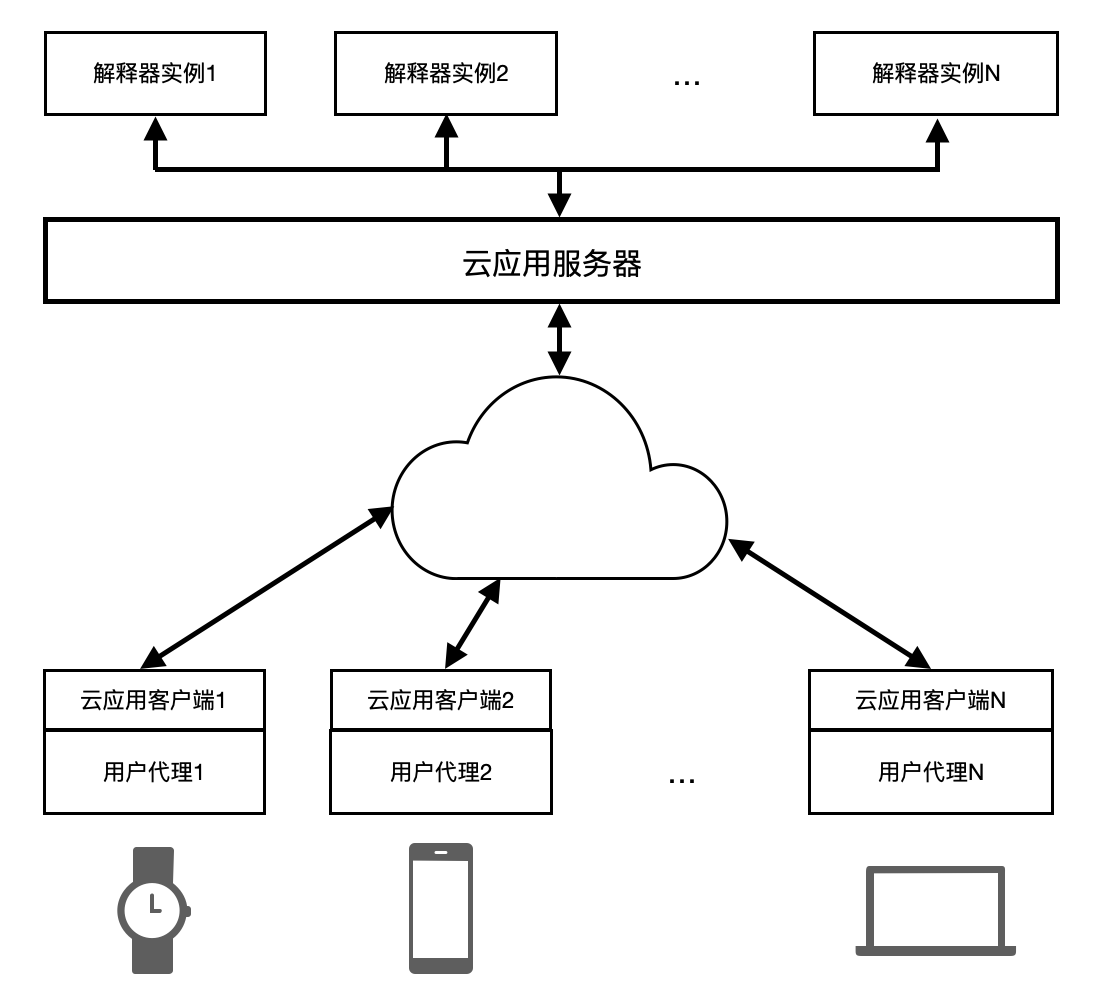 解释器实例1
解释器实例2
...
解释器实例N
云应用服务器
云应用客户端1
云应用客户端2
云应用客户端N
用户代理1
用户代理2
...
用户代理N